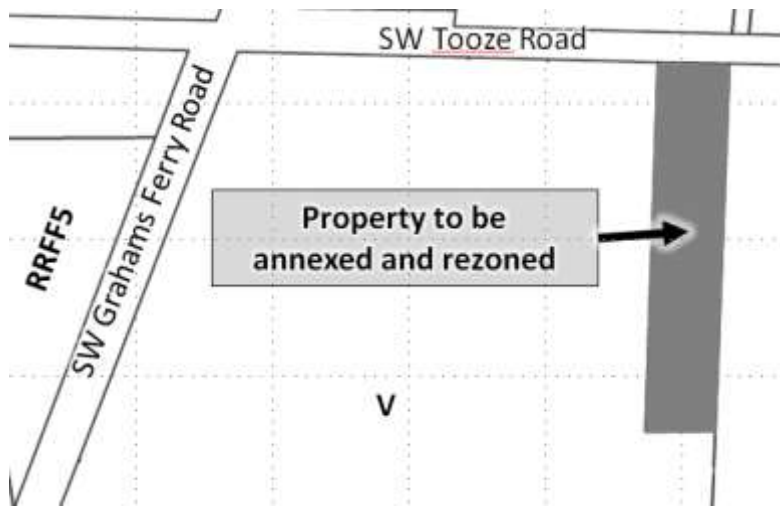 SW Tooze Road
SW Grahams Ferry Road
Property to be
annexed and rezoned
RRFF5
V